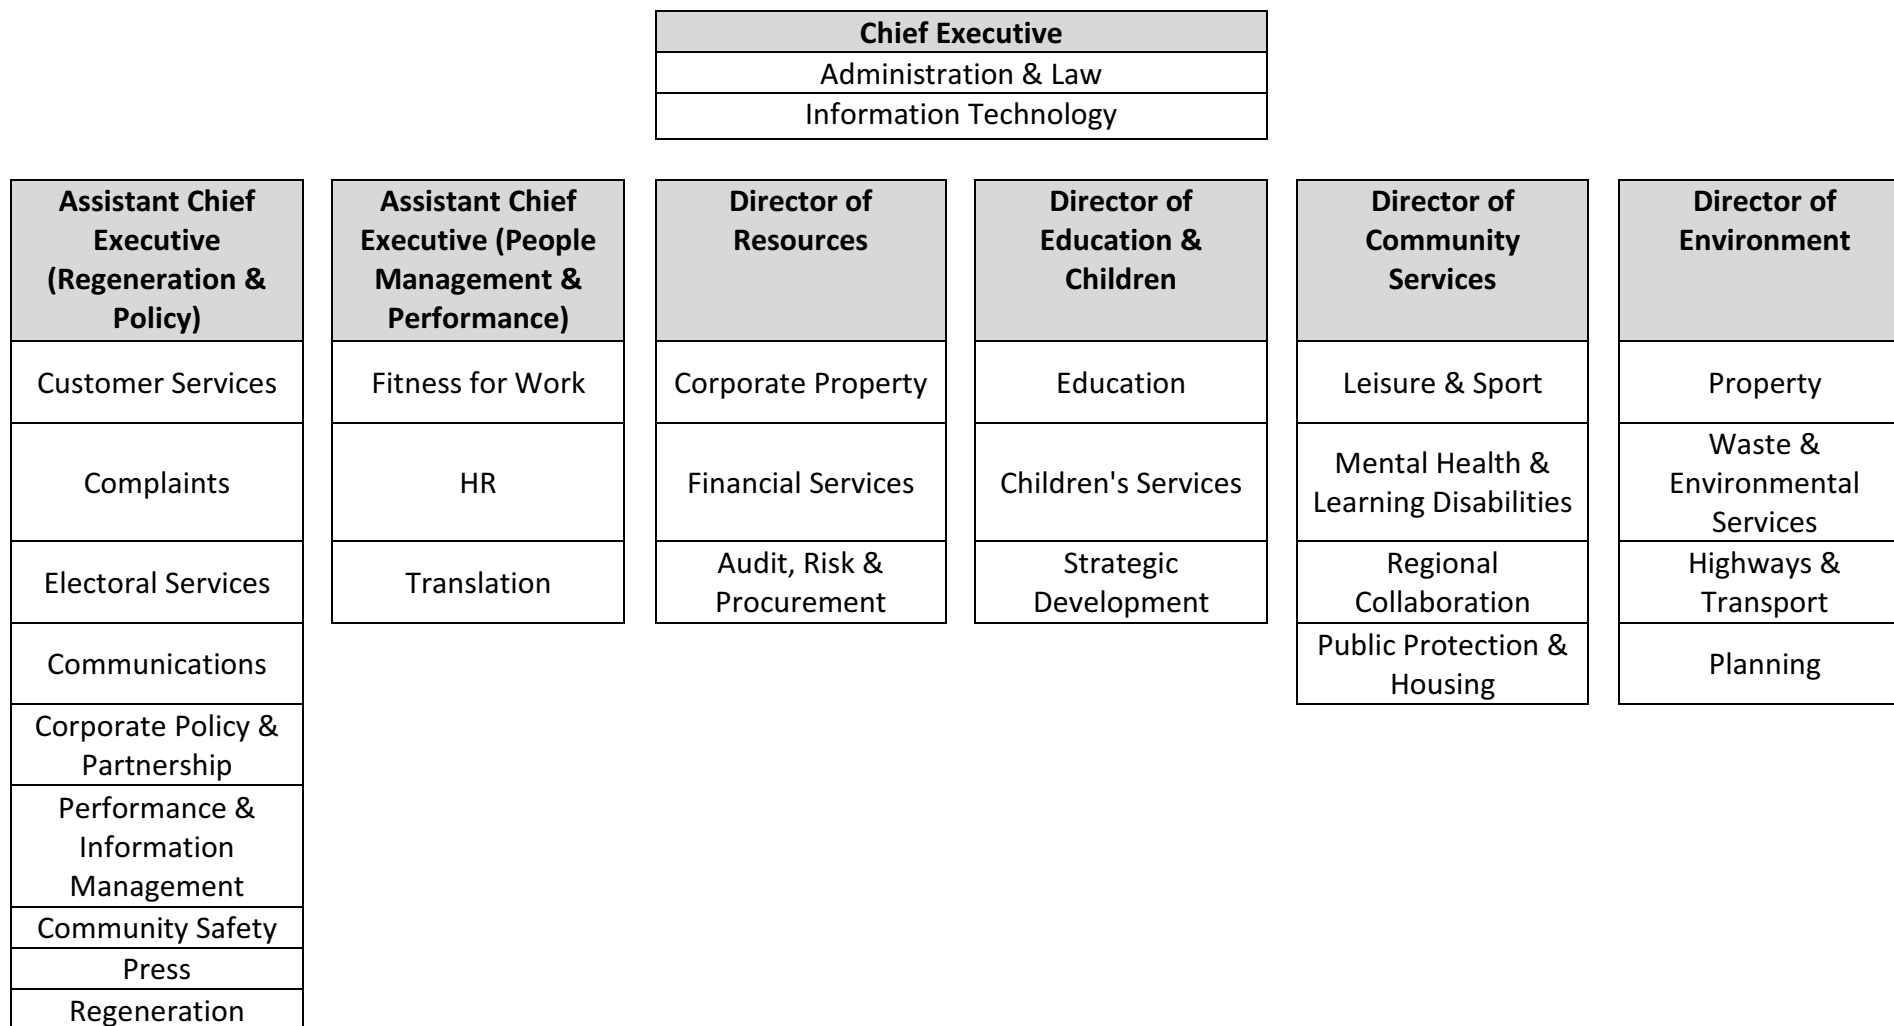 Chief Executive
Administration & Law
Information Technology
Assistant Chief
Executive
(Regeneration &
Policy)
Customer Services
Complaints
Electoral Services
Communications
Corporate Policy &
Partnership
Performance &
Information
Management
Community Safety
Press
Regeneration
Assistant Chief
Executive (People
Management &
Performance)
Fitness for Work
HR
Translation
Director of
Resources
Corporate Property
Financial Services
Audit, Risk &
Procurement
Director of
Education &
Children
Education
Children's Services
Strategic
Development
Director of
Community
Services
Leisure & Sport
Mental Health &
Learning Disabilities
Regional
Collaboration
Public Protection &
Housing
Director of
Environment
Property
Waste &
Environmental
Services
Highways &
Transport
Planning